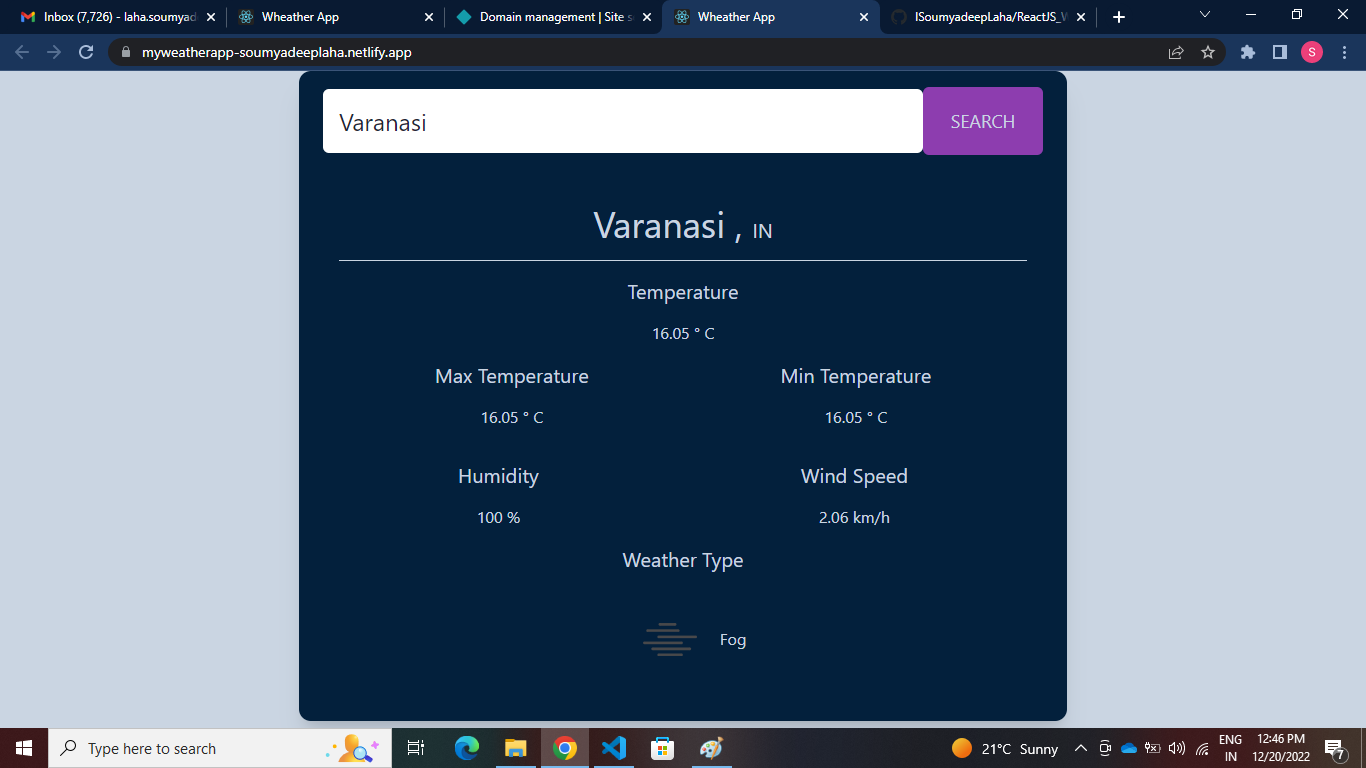 Inbox (7,726) - laha.soumyad
Wheather App
Domain management | Site s
Wheather App
ISoumyadeepLaha/ReactJS_W
myweatherapp-soumyadeeplaha.netlify.app
S
Varanasi
SEARCH
Varanasi , IN
Temperature
16.05 ° C
Max Temperature
Min Temperature
16.05 ° C
16.05 ° C
Humidity
Wind Speed
100 %
2.06 km/h
Weather Type
Fog
Type here to search
21°C Sunny
ENG
IN
12:46 PM
12/20/2022
7